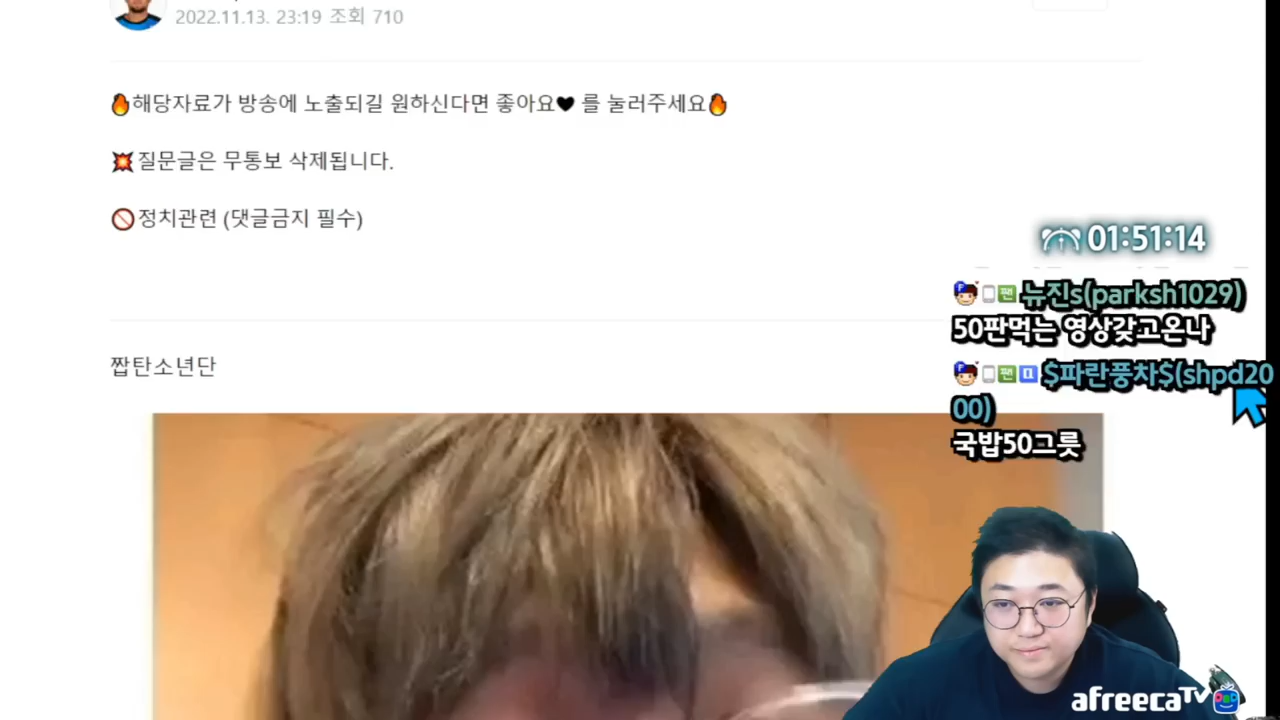 2022.11.13. 23:19 조회 710
🔥해당자료가 방송에 노출되길 원하신다면 좋아요🖤 를 눌러주세요🔥
💥질문글은 무통보 삭제됩니다.
🚫정치관련 (댓글금지 필수)
짭탄소년단
01:51:14
F 팬 뉴진s(parksh1029)
50판먹는 영상갖고온나
F 팬 $파란풍차$(shpd20
00)
국밥50그릇
afreecaTV